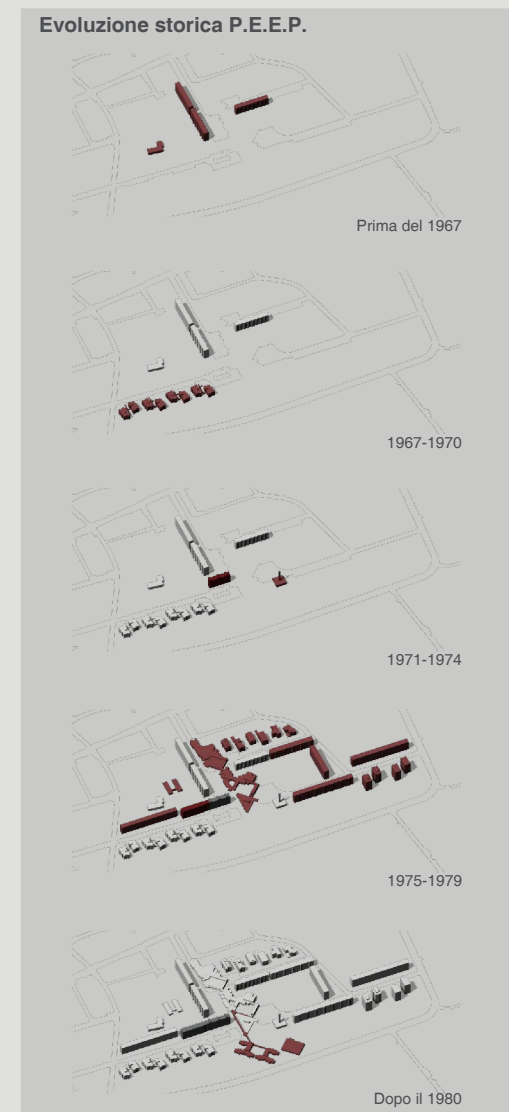 Evoluzione storica P.E.E.P.
Prima del 1967
1967-1970
1971-1974
1975-1979
Dopo il 1980